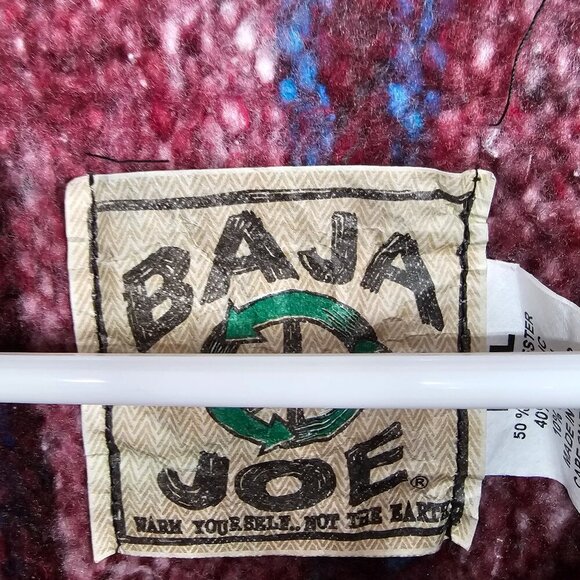 BAJA
JOE®
WARM YOURSELF.. NOT THE EARTH
L
50%
40%
10%
MADE IN